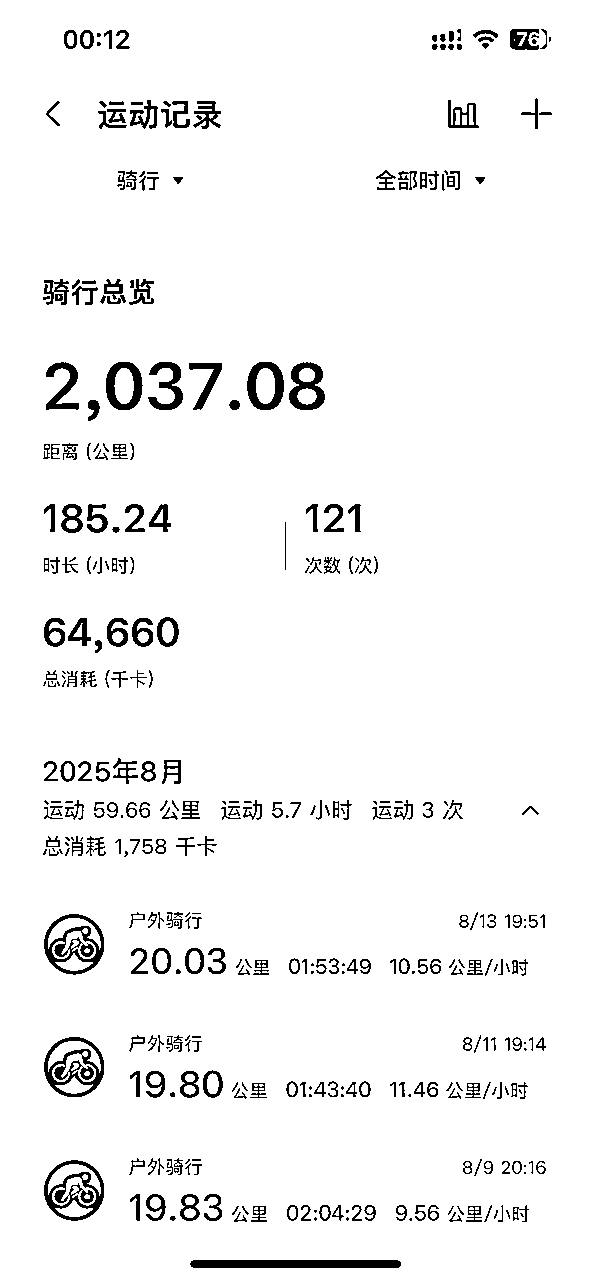 00:12 76
运动记录
骑行 全部时间
骑行总览
2,037.08
距离 (公里)
185.24 121
时长 (小时) 次数 (次)
64,660
总消耗 (千卡)
2025年8月
运动 59.66 公里 运动 5.7 小时 运动 3 次
总消耗 1,758 千卡
户外骑行 8/13 19:51
20.03 公里 01:53:49 10.56 公里/小时
户外骑行 8/11 19:14
19.80 公里 01:43:40 11.46 公里/小时
户外骑行 8/9 20:16
19.83 公里 02:04:29 9.56 公里/小时